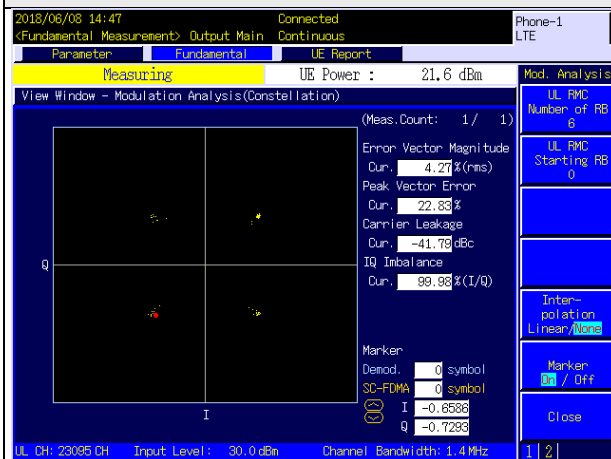 2018/06/08 14:47 Connected Phone-1
<Fundamental Measurement> Output Main Continuous LTE
Parameter Fundamental UE Report
Measuring UE Power : 21.6 dBm Mod. Analysis
View Window - Modulation Analysis(Constellation)
UL RMC
Number of RB
6
(Meas.Count: 1/ 1)
Error Vector Magnitude
Cur. 4.27 %(rms)
Peak Vector Error
Cur. 22.83 %
Carrier Leakage
Cur. -41.79 dBc
IQ Imbalance
Cur. 99.98 %(I/Q)
UL RMC
Starting RB
0
Q
I
Inter-
polation
Linear/None
Marker
Demod. 0 symbol
SC-FDMA 0 symbol
I -0.6586
Q -0.7293
Marker
On / Off
Close
UL CH: 23095 CH Input Level: 30.0 dBm Channel Bandwidth: 1.4 MHz 1 2